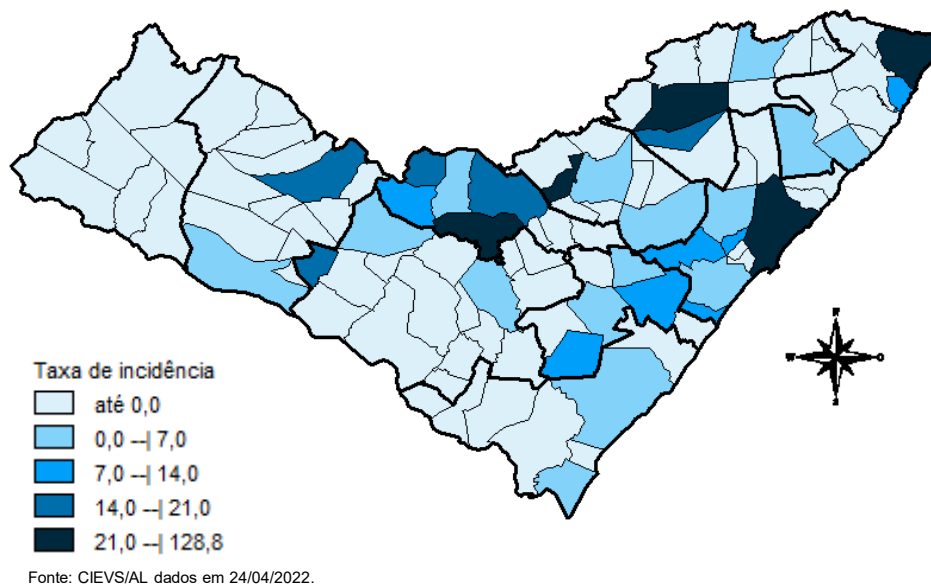 N
W
O
S
Taxa de incidência
até 0,0
0,0 --| 7,0
7,0 --| 14,0
14,0 --| 21,0
21,0 --| 128,8
Fonte: CIEVS/AL dados em 24/04/2022.